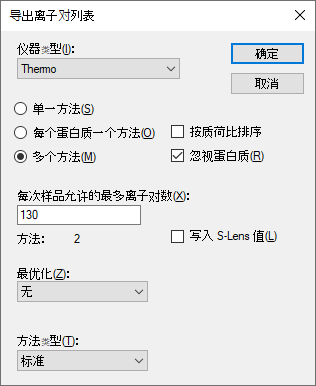 导出离子对列表
仪器类型(I):
Thermo
确定
取消
单一方法(S)
每个蛋白质一个方法(O)
按质荷比排序
多个方法(M)
忽视蛋白质(R)
每次样品允许的最多离子对数(X):
130
方法: 2
写入 S-Lens 值(L)
最优化(Z):
无
方法类型(T):
标准